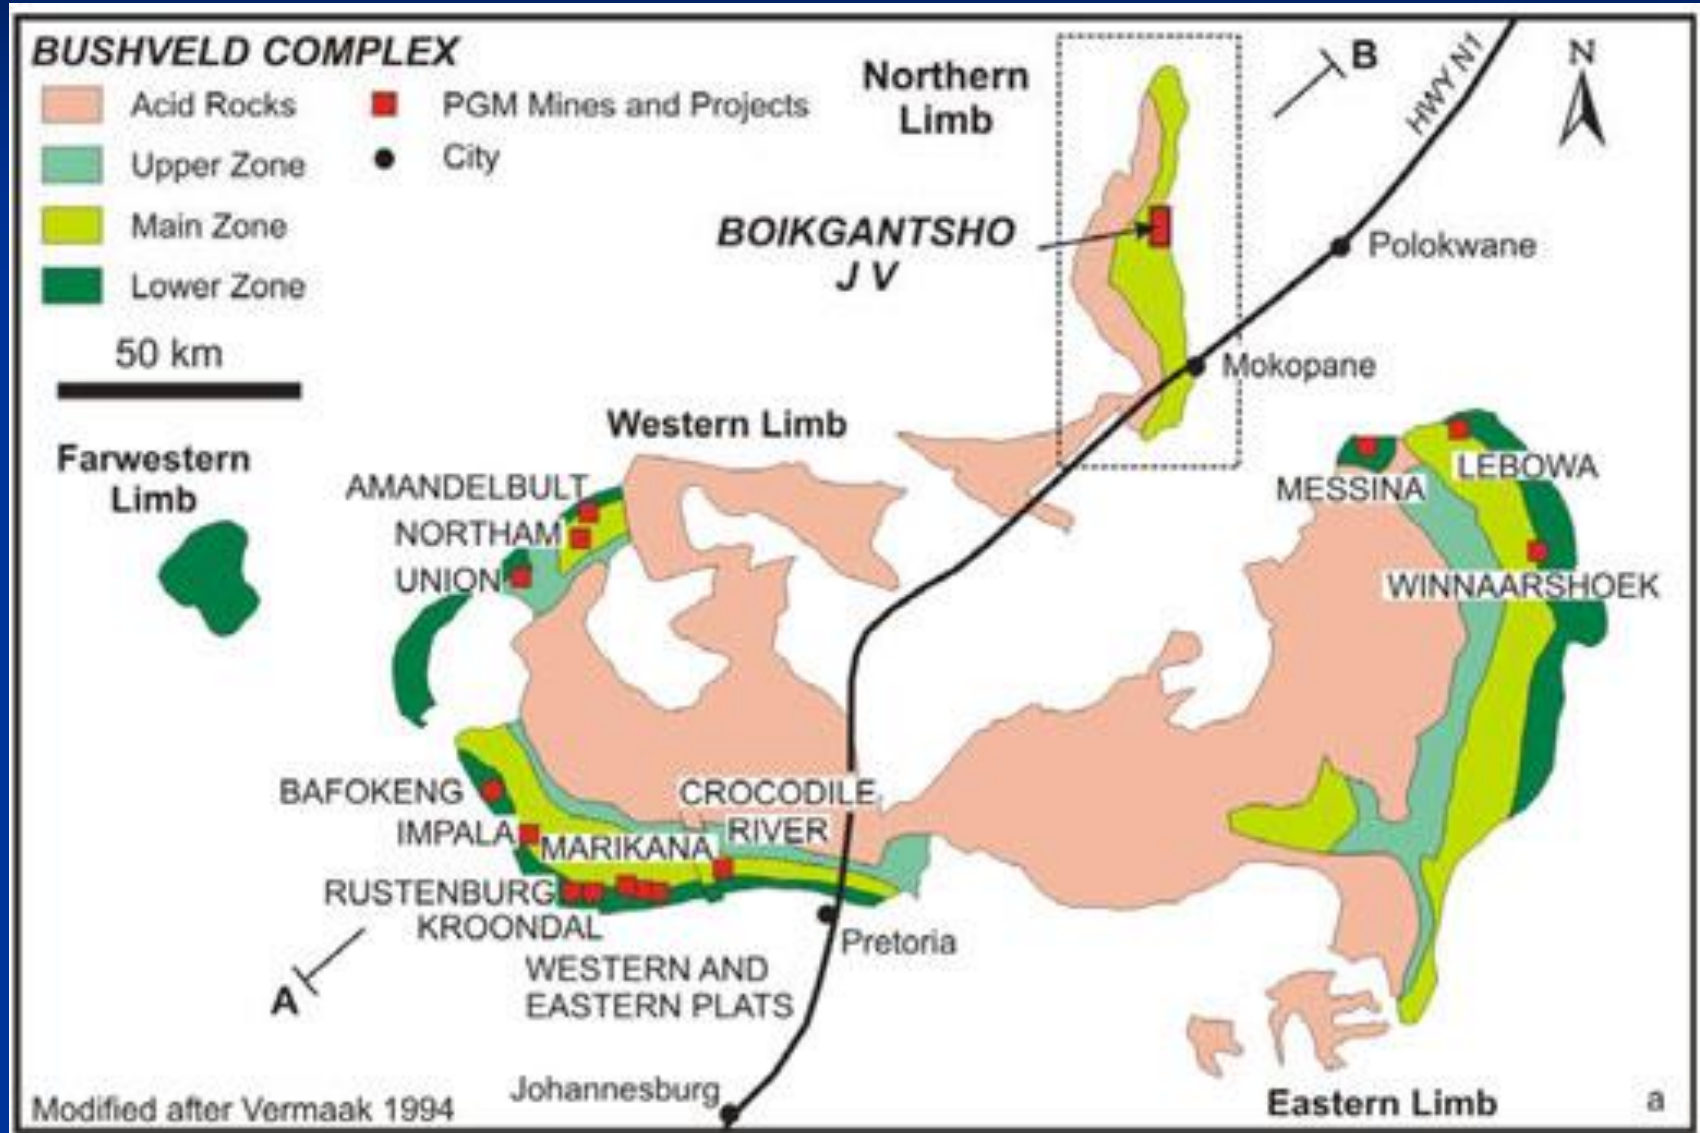 BUSHVELD COMPLEX
Acid Rocks
Upper Zone
Main Zone
Lower Zone
PGM Mines and Projects
City
50 km
Northern
Limb
B
HWY N1
N
BOIKGANTSHO
J V
Polokwane
Mokopane
Western Limb
Farwestern
Limb
AMANDELBULT
NORTHAM
UNION
LEBOWA
MESSINA
WINNAARSHOEK
BAFOKENG
CROCODILE
RIVER
IMPALA
MARIKANA
RUSTENBURG
KROONDAL
Pretoria
WESTERN AND
EASTERN PLATS
A
Johannesburg
Modified after Vermaak 1994
Eastern Limb
a